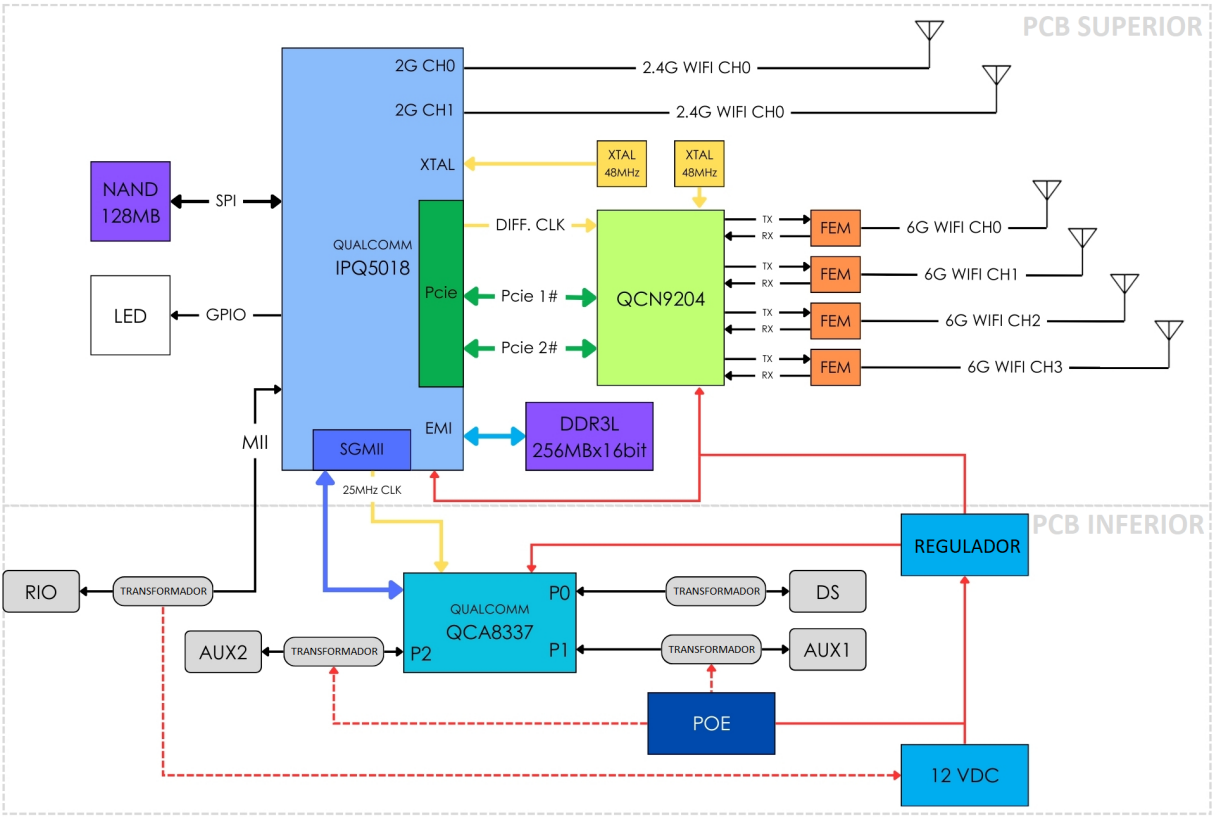 PCB SUPERIOR
2G CH0
2.4G WIFI CH0
2G CH1
2.4G WIFI CH0
XTAL
XTAL
48MHz
XTAL
48MHz
NAND
128MB
SPI
DIFF. CLK
QUALCOMM
IPQ5018
Pcie
Pcie 1#
Pcie 2#
QCN9204
TX
RX
FEM
6G WIFI CH0
TX
RX
FEM
6G WIFI CH1
TX
RX
FEM
6G WIFI CH2
TX
RX
FEM
6G WIFI CH3
LED
GPIO
MII
EMI
DDR3L
256MBx16bit
SGMII
25MHz CLK
PCB INFERIOR
REGULADOR
RIO
TRANSFORMADOR
QUALCOMM
QCA8337
P0
P1
P2
TRANSFORMADOR
DS
AUX2
TRANSFORMADOR
TRANSFORMADOR
AUX1
POE
12 VDC